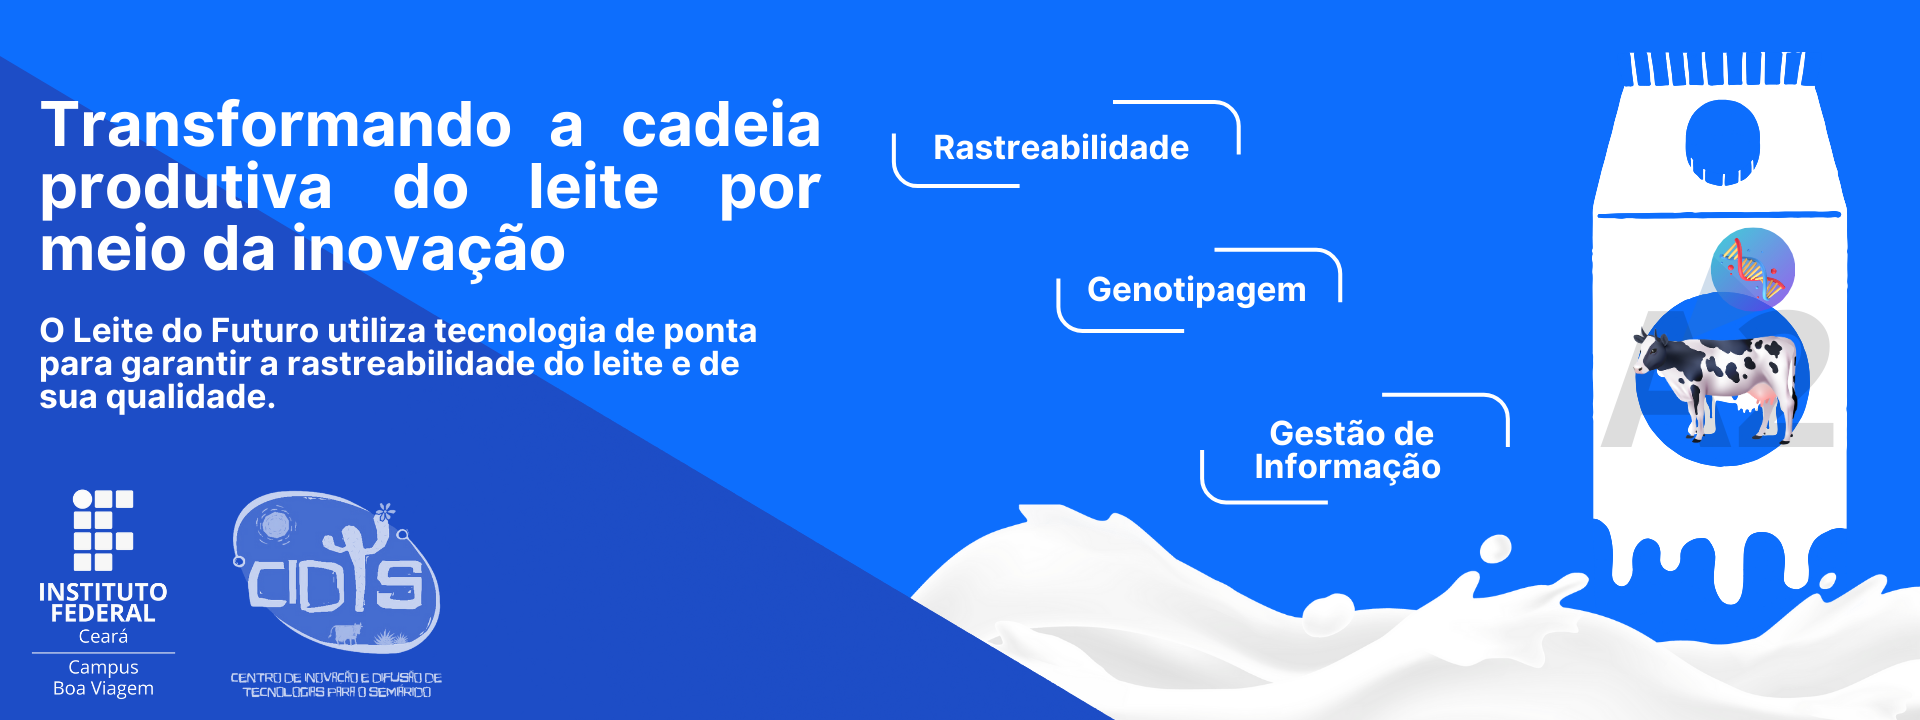 Transformando a cadeia
produtiva do leite por
meio da inovação
O Leite do Futuro utiliza tecnologia de ponta
para garantir a rastreabilidade do leite e de
sua qualidade.
Rastreabilidade
Genotipagem
Gestão de
Informação
A2
INSTITUTO
FEDERAL
Ceará
Campus
Boa Viagem
CIDTS
CENTRO DE INOVAÇÃO E DIFUSÃO DE
TECNOLOGIAS PARA O SEMIÁRIDO